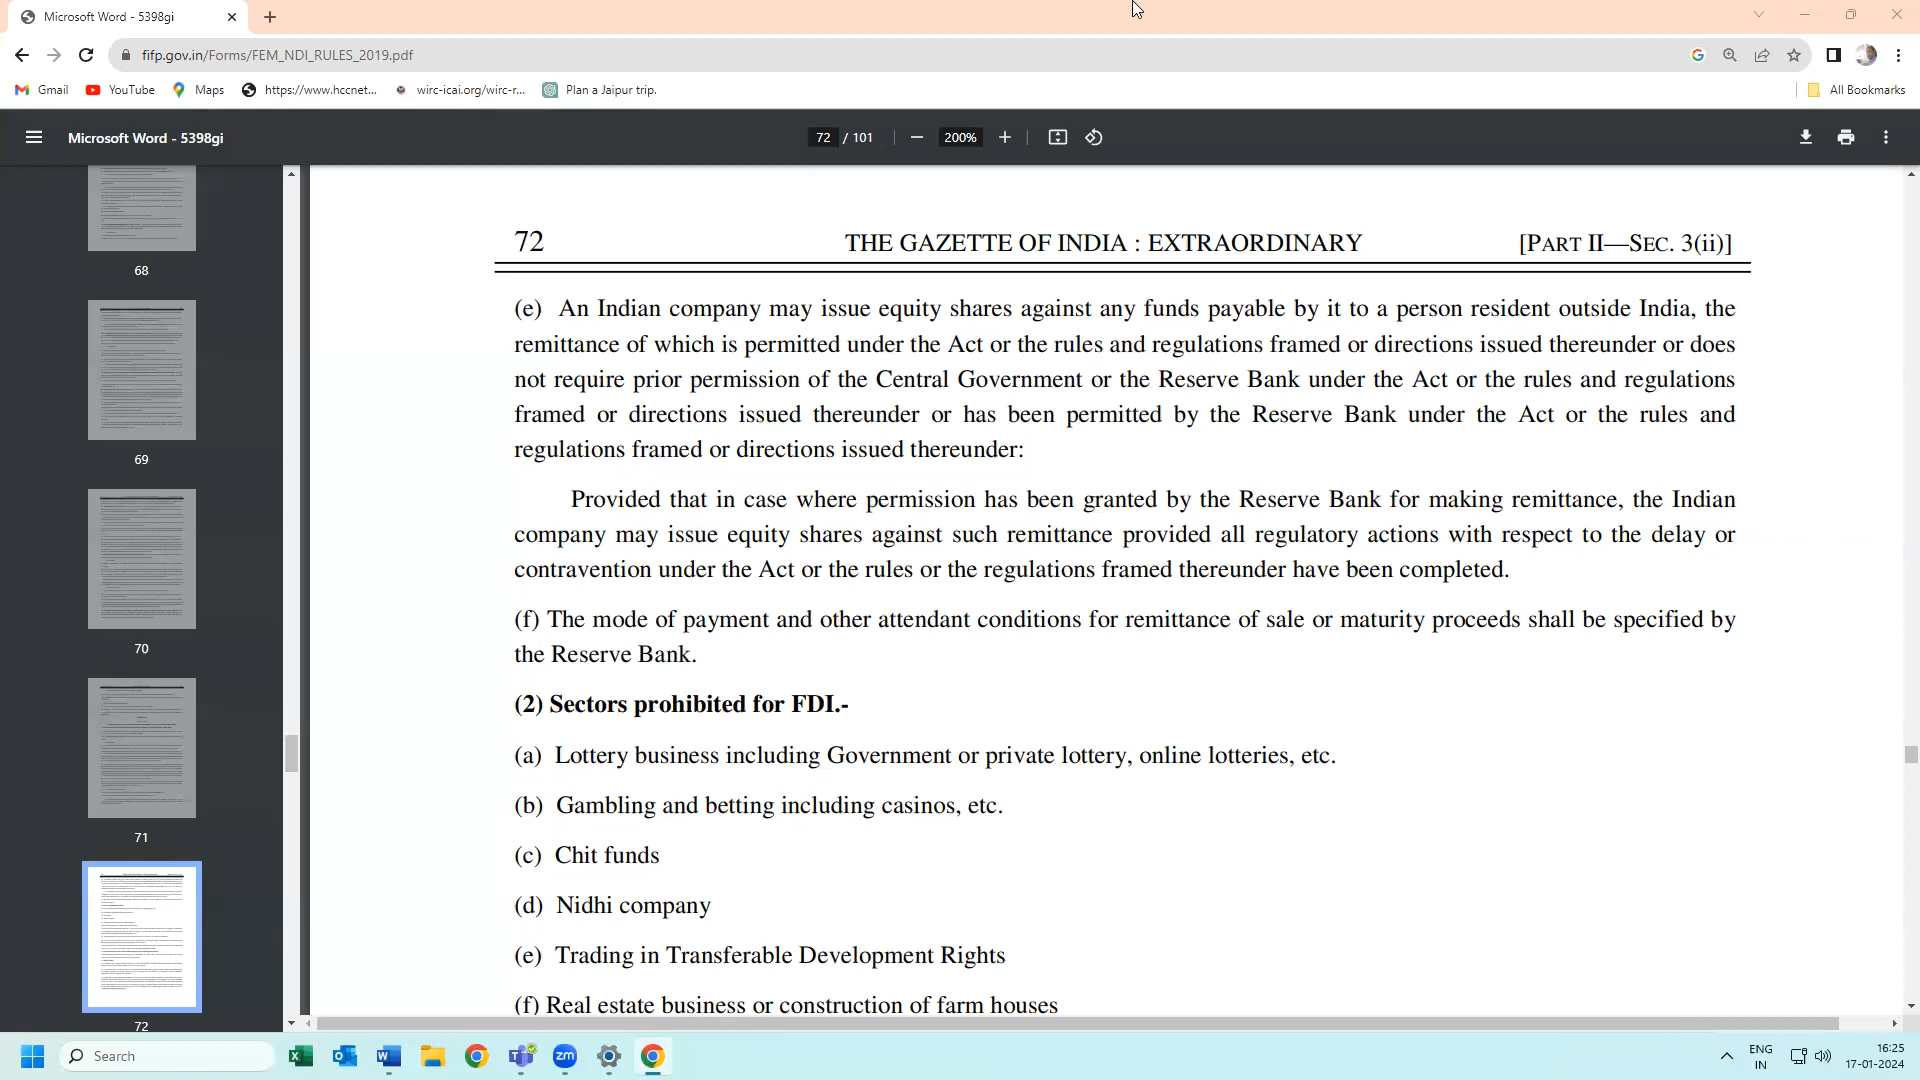 Microsoft Word - 5398gi
fifp.gov.in/Forms/FEM_NDI_RULES_2019.pdf
Gmail YouTube Maps https://www.hccnet... wirc-icai.org/wirc-r... Plan a Jaipur trip. All Bookmarks
Microsoft Word - 5398gi 72 / 101 200%
68
69
70
71
72
72 THE GAZETTE OF INDIA : EXTRAORDINARY [PART II—SEC. 3(ii)]
(e) An Indian company may issue equity shares against any funds payable by it to a person resident outside India, the
remittance of which is permitted under the Act or the rules and regulations framed or directions issued thereunder or does
not require prior permission of the Central Government or the Reserve Bank under the Act or the rules and regulations
framed or directions issued thereunder or has been permitted by the Reserve Bank under the Act or the rules and
regulations framed or directions issued thereunder:
Provided that in case where permission has been granted by the Reserve Bank for making remittance, the Indian
company may issue equity shares against such remittance provided all regulatory actions with respect to the delay or
contravention under the Act or the rules or the regulations framed thereunder have been completed.
(f) The mode of payment and other attendant conditions for remittance of sale or maturity proceeds shall be specified by
the Reserve Bank.
(2) Sectors prohibited for FDI.-
(a) Lottery business including Government or private lottery, online lotteries, etc.
(b) Gambling and betting including casinos, etc.
(c) Chit funds
(d) Nidhi company
(e) Trading in Transferable Development Rights
(f) Real estate business or construction of farm houses
Search zm ENG 16:25
IN 17-01-2024